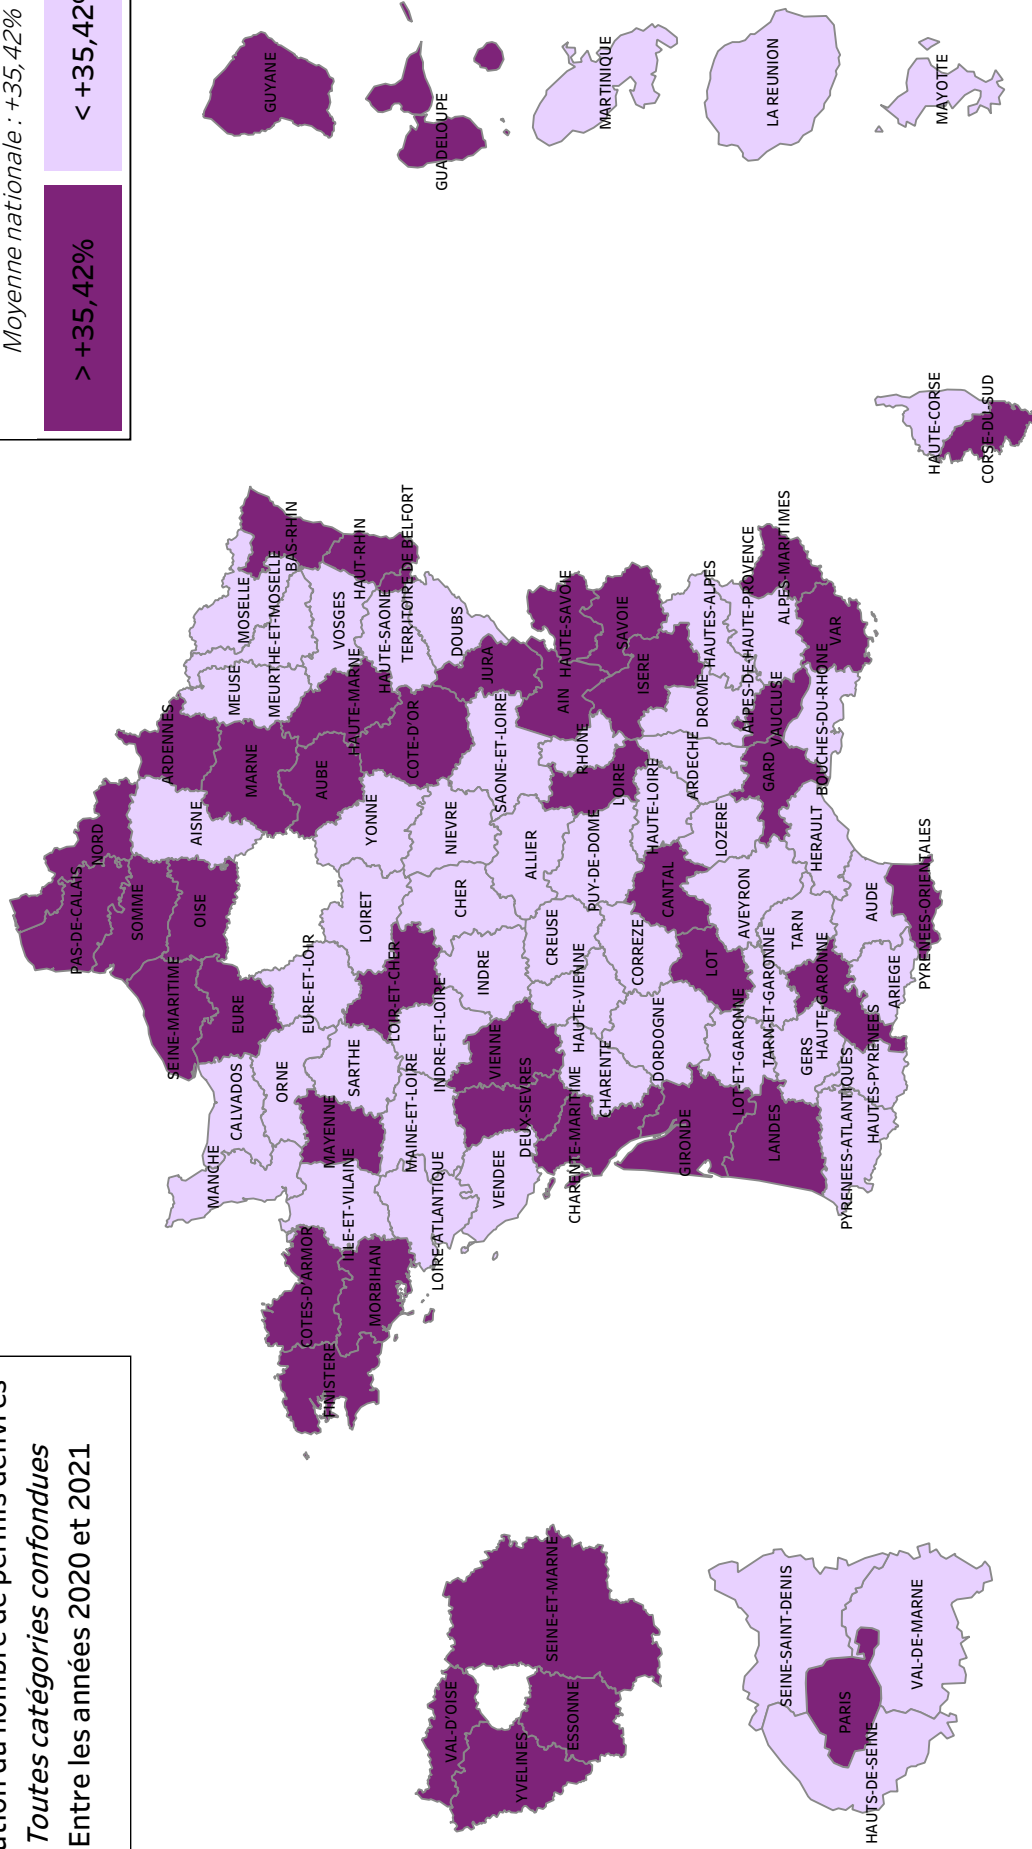 Toutes catégories confondues
Entre les années 2020 et 2021
Moyenne nationale : +35,42%
> +35,42%
< +35,42%
GUYANE
GUADELOUPE
MARTINIQUE
LA REUNION
MAYOTTE
PAS-DE-CALAIS
NORD
SOMME
SEINE-MARITIME
OISE
AISNE
ARDENNES
EURE
CALVADOS
MANCHE
MARNE
MEUSE
MOSELLE
MEURTHE-ET-MOSELLE
BAS-RHIN
ORNE
EURE-ET-LOIR
AUBE
HAUTE-MARNE
VOSGES
HAUT-RHIN
FINISTERE
COTES-D'ARMOR
ILLE-ET-VILAINE
MAYENNE
SARTHE
MORBIHAN
LOIRET
YONNE
HAUTE-SAONE
TERRITOIRE DE BELFORT
LOIR-ET-CHER
COTE-D'OR
DOUBS
LOIRE-ATLANTIQUE
MAINE-ET-LOIRE
INDRE-ET-LOIRE
CHER
NIEVRE
JURA
INDRE
VENDEE
DEUX-SEVRES
VIENNE
SAONE-ET-LOIRE
ALLIER
CREUSE
HAUTE-VIENNE
AIN
HAUTE-SAVOIE
RHONE
LOIRE
PUY-DE-DOME
CHARENTE-MARITIME
CHARENTE
SAVOIE
ISERE
CORREZE
DORDOGNE
CANTAL
HAUTE-LOIRE
ARDECHE
DROME
HAUTES-ALPES
GIRONDE
LOT
LOZERE
LOT-ET-GARONNE
AVEYRON
GARD
VAUCLUSE
ALPES-DE-HAUTE-PROVENCE
ALPES-MARITIMES
LANDES
TARN-ET-GARONNE
TARN
GERS
HAUTE-GARONNE
HERAULT
BOUCHES-DU-RHONE
VAR
PYRENEES-ATLANTIQUES
HAUTES-PYRENEES
ARIEGE
AUDE
PYRENEES-ORIENTALES
HAUTE-CORSE
CORSE-DU-SUD
VAL-D'OISE
YVELINES
ESSONNE
SEINE-ET-MARNE
SEINE-SAINT-DENIS
PARIS
HAUTS-DE-SEINE
VAL-DE-MARNE